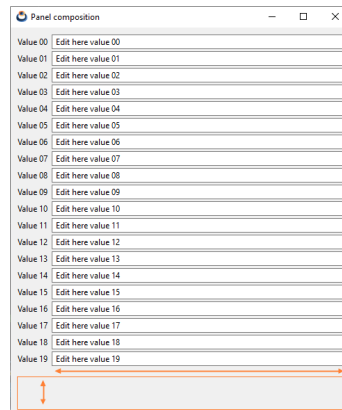 Panel composition
Value 00 Edit here value 00
Value 01 Edit here value 01
Value 02 Edit here value 02
Value 03 Edit here value 03
Value 04 Edit here value 04
Value 05 Edit here value 05
Value 06 Edit here value 06
Value 07 Edit here value 07
Value 08 Edit here value 08
Value 09 Edit here value 09
Value 10 Edit here value 10
Value 11 Edit here value 11
Value 12 Edit here value 12
Value 13 Edit here value 13
Value 14 Edit here value 14
Value 15 Edit here value 15
Value 16 Edit here value 16
Value 17 Edit here value 17
Value 18 Edit here value 18
Value 19 Edit here value 19